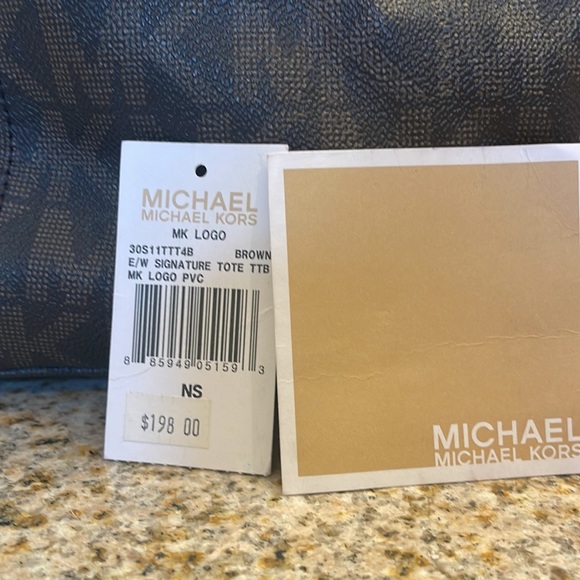 MICHAEL
MICHAEL KORS
MK LOGO
30S11TTT4B BROWN
E/W SIGNATURE TOTE TTB
MK LOGO PVC
8 85949 05159 3
NS
$198 00
MICHAEL
MICHAEL KORS